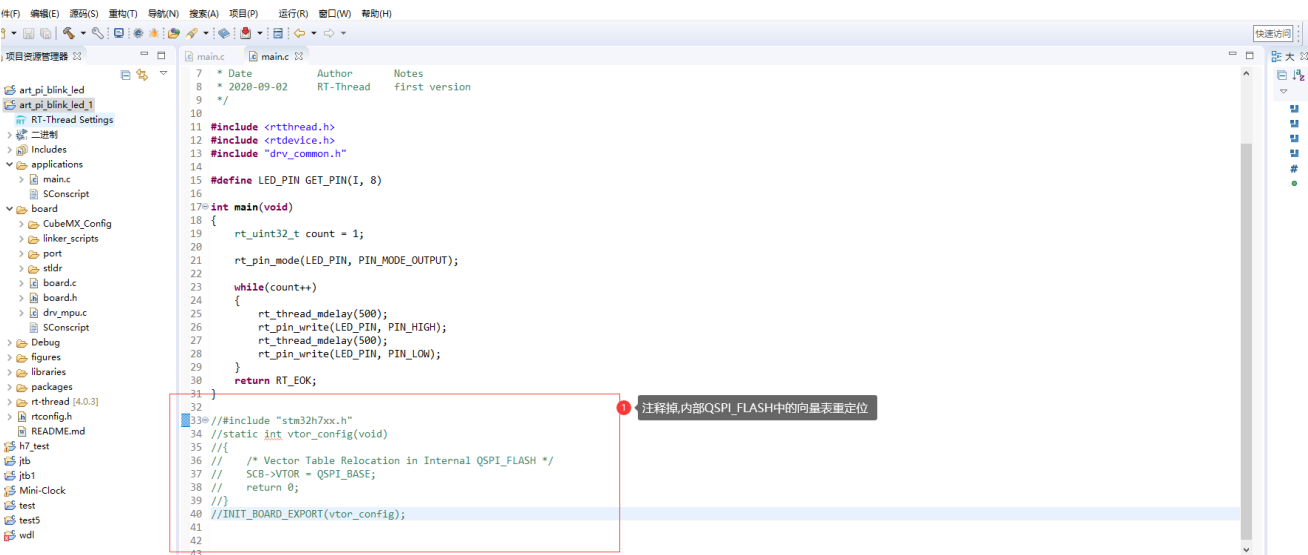 件(F) 编辑(E) 源码(S) 重构(T) 导航(N) 搜索(A) 项目(P) 运行(R) 窗口(W) 帮助(H)
快速访问
项目资源管理器
main.c
main.c
大
art_pi_blink_led
art_pi_blink_led_1
RT-Thread Settings
二进制
Includes
applications
main.c
SConscript
board
CubeMX_Config
linker_scripts
port
stldr
board.c
board.h
drv_mpu.c
SConscript
Debug
figures
libraries
packages
rt-thread [4.0.3]
rtconfig.h
README.md
h7_test
jtb
jtb1
Mini-Clock
test
test5
wdl
7 * Date Author Notes
8 * 2020-09-02 RT-Thread first version
9 */
10
11 #include <rtthread.h>
12 #include <rtdevice.h>
13 #include "drv_common.h"
14
15 #define LED_PIN GET_PIN(I, 8)
16
17 int main(void)
18 {
19 rt_uint32_t count = 1;
20
21 rt_pin_mode(LED_PIN, PIN_MODE_OUTPUT);
22
23 while(count++)
24 {
25 rt_thread_mdelay(500);
26 rt_pin_write(LED_PIN, PIN_HIGH);
27 rt_thread_mdelay(500);
28 rt_pin_write(LED_PIN, PIN_LOW);
29 }
30 return RT_EOK;
31 }
32
1 注释掉,内部QSPI_FLASH中的向量表重定位
33 //#include "stm32h7xx.h"
34 //static int vtor_config(void)
35 //{
36 // /* Vector Table Relocation in Internal QSPI_FLASH */
37 // SCB->VTOR = QSPI_BASE;
38 // return 0;
39 //}
40 //INIT_BOARD_EXPORT(vtor_config);
41
42
43